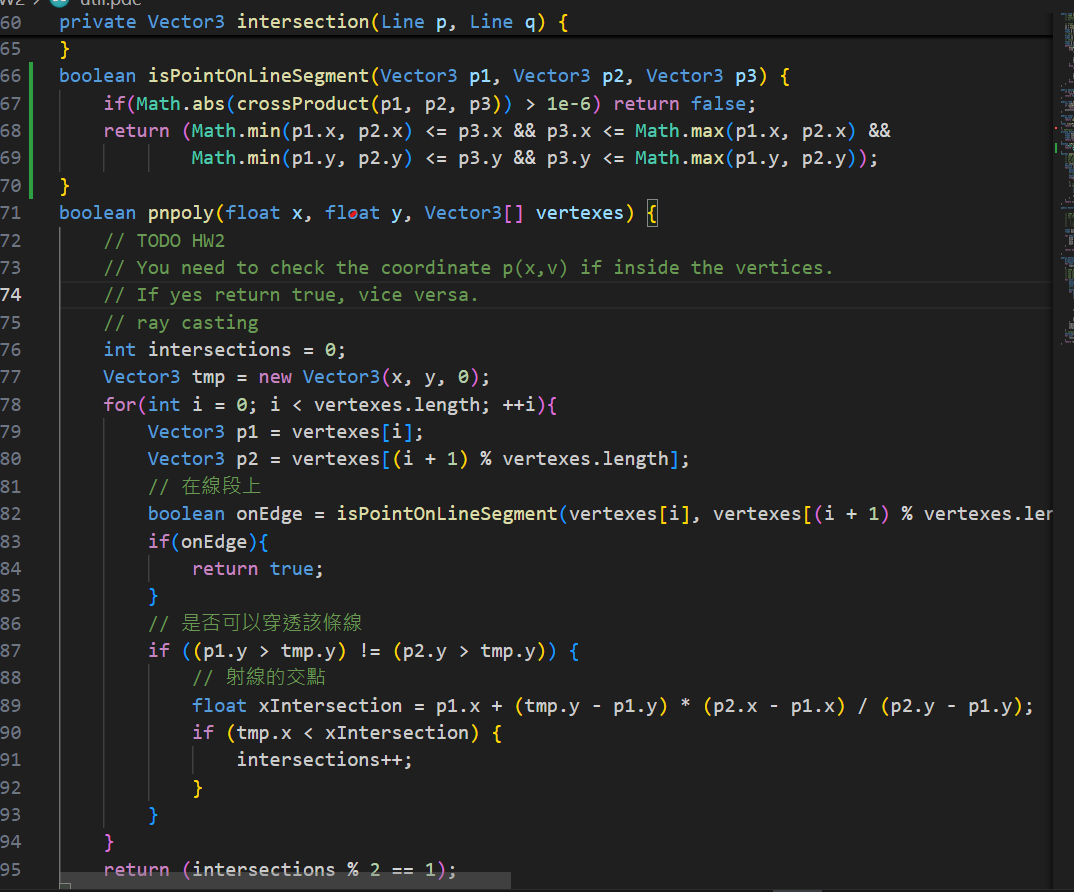 60 private Vector3 intersection(Line p, Line q) {
65 }
66 boolean isPointOnLineSegment(Vector3 p1, Vector3 p2, Vector3 p3) {
67     if(Math.abs(crossProduct(p1, p2, p3)) > 1e-6) return false;
68     return (Math.min(p1.x, p2.x) <= p3.x && p3.x <= Math.max(p1.x, p2.x) &&
69             Math.min(p1.y, p2.y) <= p3.y && p3.y <= Math.max(p1.y, p2.y));
70 }
71 boolean pnpoly(float x, float y, Vector3[] vertexes) {
72     // TODO HW2
73     // You need to check the coordinate p(x,v) if inside the vertices.
74     // If yes return true, vice versa.
75     // ray casting
76     int intersections = 0;
77     Vector3 tmp = new Vector3(x, y, 0);
78     for(int i = 0; i < vertexes.length; ++i){
79         Vector3 p1 = vertexes[i];
80         Vector3 p2 = vertexes[(i + 1) % vertexes.length];
81         // 在線段上
82         boolean onEdge = isPointOnLineSegment(vertexes[i], vertexes[(i + 1) % vertexes.len
83         if(onEdge){
84             return true;
85         }
86         // 是否可以穿透該條線
87         if ((p1.y > tmp.y) != (p2.y > tmp.y)) {
88             // 射線的交點
89             float xIntersection = p1.x + (tmp.y - p1.y) * (p2.x - p1.x) / (p2.y - p1.y);
90             if (tmp.x < xIntersection) {
91                 intersections++;
92             }
93         }
94     }
95     return (intersections % 2 == 1);